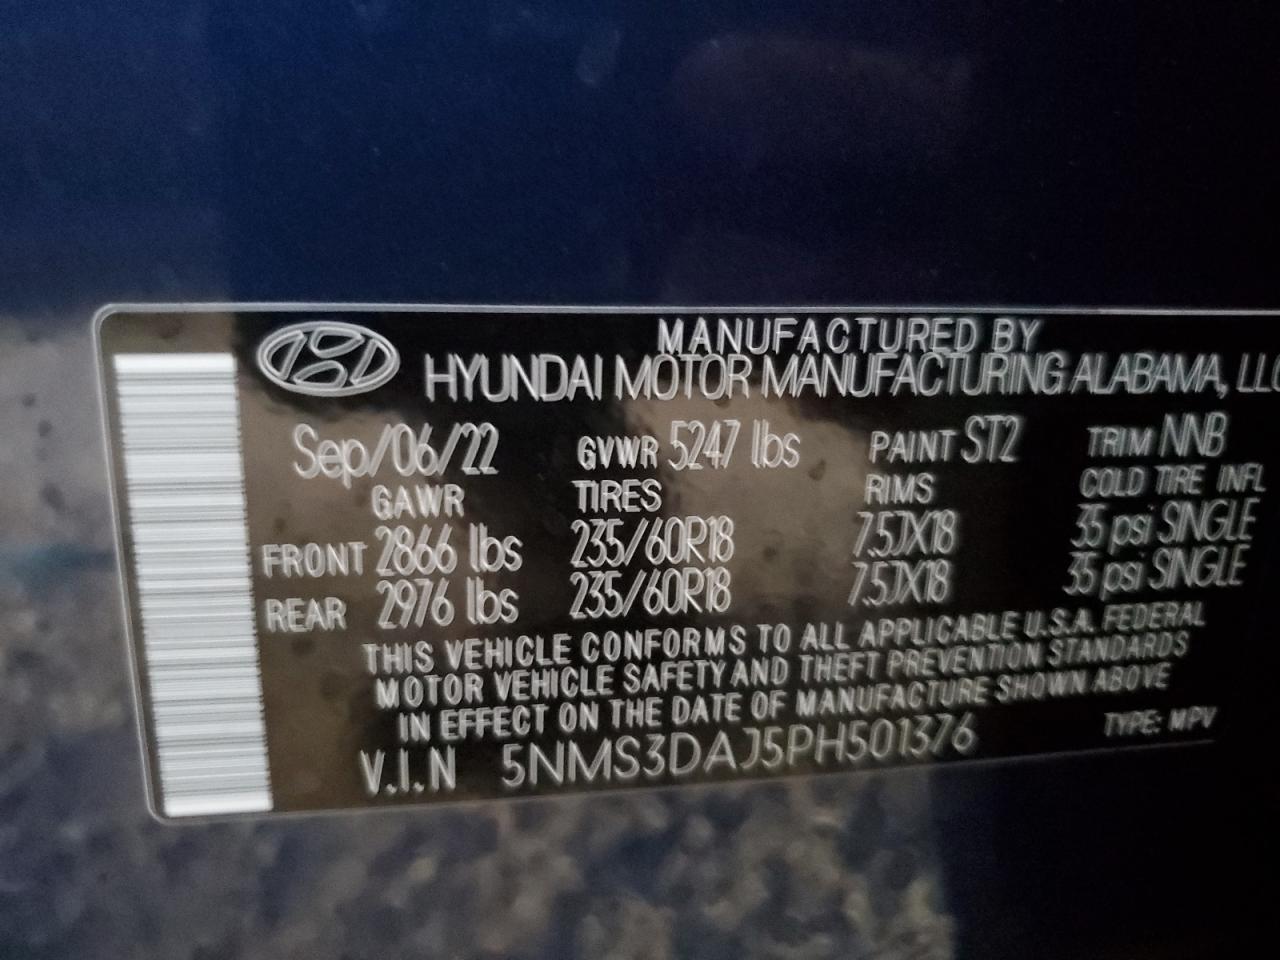 MANUFACTURED BY
HYUNDAI MOTOR MANUFACTURING ALABAMA, LLC
Sep/06/22 GVWR 5247 lbs PAINT ST2 TRIM NNB
GAWR TIRES RIMS COLD TIRE INFL
FRONT 2866 lbs 235/60R18 7.5JX18 35 psi SINGLE
REAR 2976 lbs 235/60R18 7.5JX18 35 psi SINGLE
THIS VEHICLE CONFORMS TO ALL APPLICABLE U.S.A. FEDERAL
MOTOR VEHICLE SAFETY AND THEFT PREVENTION STANDARDS
IN EFFECT ON THE DATE OF MANUFACTURE SHOWN ABOVE
V.I.N 5NMS3DAJ5PH501376 TYPE: MPV